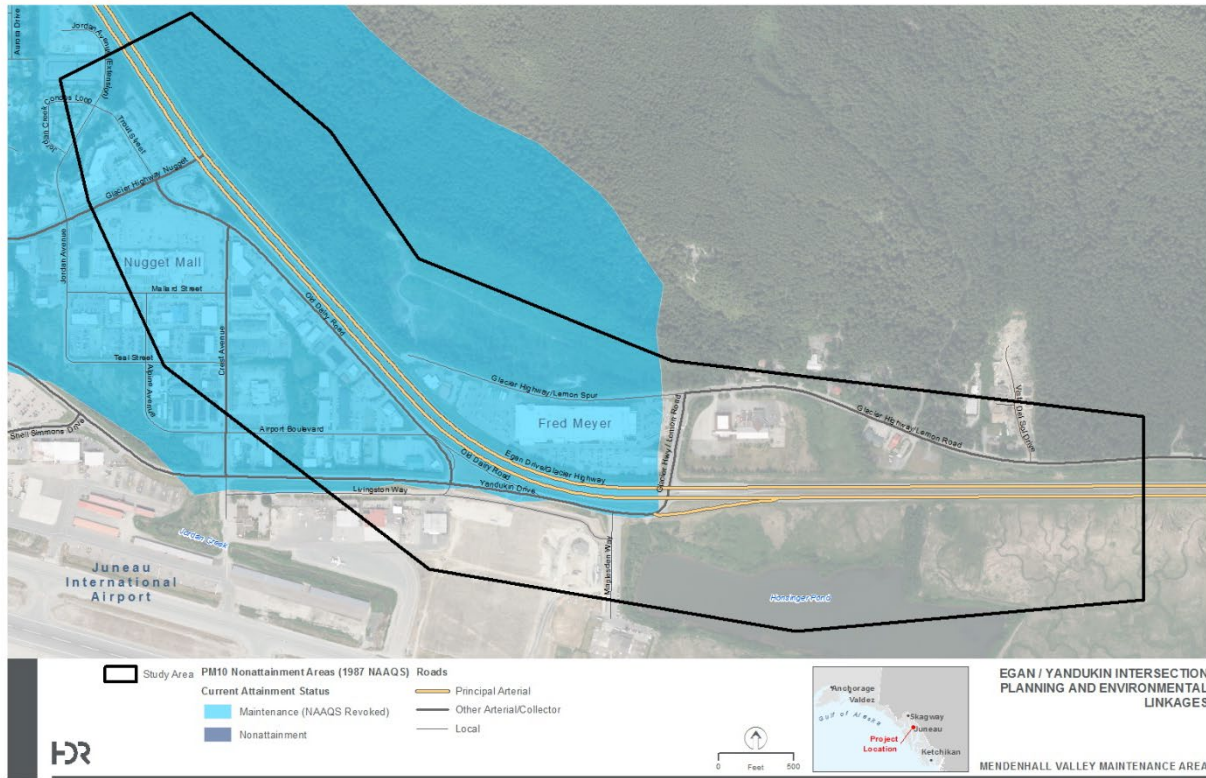 Aurora Drive
Jordan Avenue(Extension)
Jordan Creek
Condos Loop
Trout Street
Glacier Highway Nugget
Jordan Avenue
Nugget Mall
Mallard Street
Old Dairy Road
Crest Avenue
Teal Street
Alpine Avenue
Glacier Highway/Lemon Spur
Vista Del Sol Drive
Glacier Highway/Lemon Road
Fred Meyer
Glacier Hwy/ Lemon Road
Shell Simmons Drive
Airport Boulevard
Egan Drive/Glacier Highway
Old Dairy Road
Yandukin Drive
Livingston Way
Maplesden Way
Jordan Creek
Juneau
International
Airport
Honsinger Pond
Study Area
PM10 Nonattainment Areas (1987 NAAQS)
Current Attainment Status
Maintenance (NAAQS Revoked)
Nonattainment
Roads
Principal Arterial
Other Arterial/Collector
Local
HDR
0 Feet 500
Anchorage
Valdez
Gulf of Alaska
Skagway
Juneau
Project
Location
Ketchikan
EGAN / YANDUKIN INTERSECTION
PLANNING AND ENVIRONMENTAL
LINKAGES
MENDENHALL VALLEY MAINTENANCE AREA